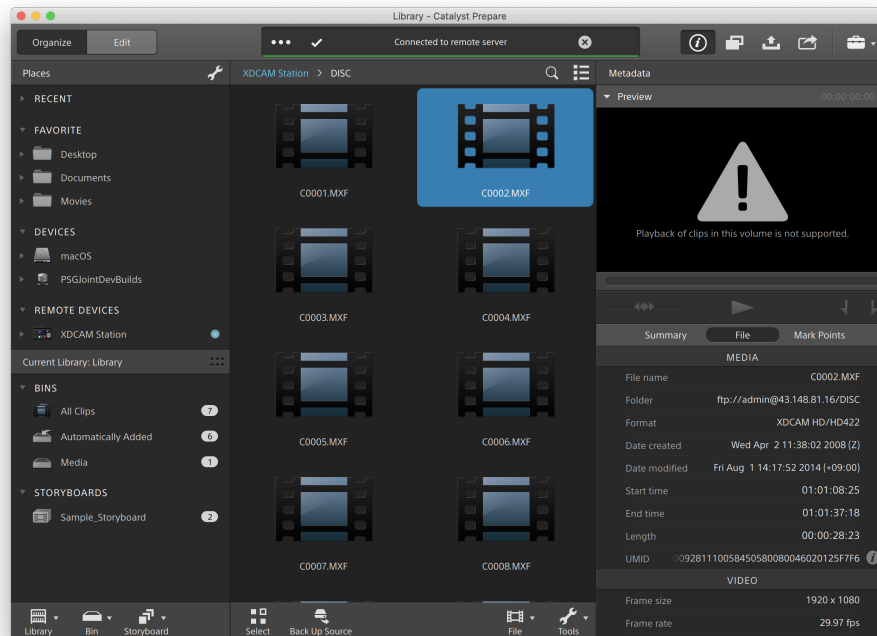 Library - Catalyst Prepare
Organize
Edit
Connected to remote server
Places
XDCAM Station > DISC
Metadata
RECENT
FAVORITE
Desktop
Documents
Movies
DEVICES
macOS
PSGJointDevBuilds
REMOTE DEVICES
XDCAM Station
Current Library: Library
BINS
All Clips 7
Automatically Added 6
Media 1
STORYBOARDS
Sample_Storyboard 2
Library
Bin
Storyboard
C0001.MXF
C0002.MXF
C0003.MXF
C0004.MXF
C0005.MXF
C0006.MXF
C0007.MXF
C0008.MXF
Select
Back Up Source
File
Tools
Preview 00:00:00:00
Playback of clips in this volume is not supported.
Summary
File
Mark Points
MEDIA
File name C0002.MXF
Folder ftp://admin@43.148.81.16/DISC
Format XDCAM HD/HD422
Date created Wed Apr 2 11:38:02 2008 (Z)
Date modified Fri Aug 1 14:17:52 2014 (+09:00)
Start time 01:01:08:25
End time 01:01:37:18
Length 00:00:28:23
UMID 009281110058450580080046020125F7F6
VIDEO
Frame size 1920 x 1080
Frame rate 29.97 fps